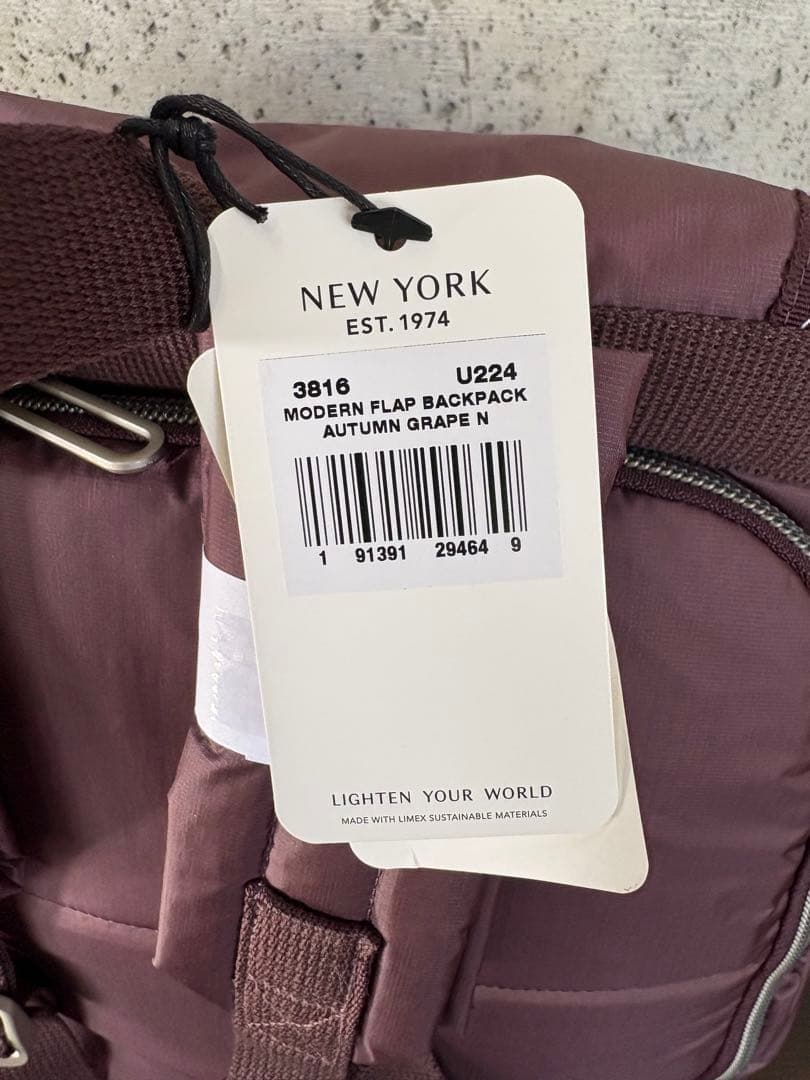 NEW YORK
EST. 1974
3816 U224
MODERN FLAP BACKPACK
AUTUMN GRAPE N
1 91391 29464 9
LIGHTEN YOUR WORLD
MADE WITH LIMEX SUSTAINABLE MATERIALS